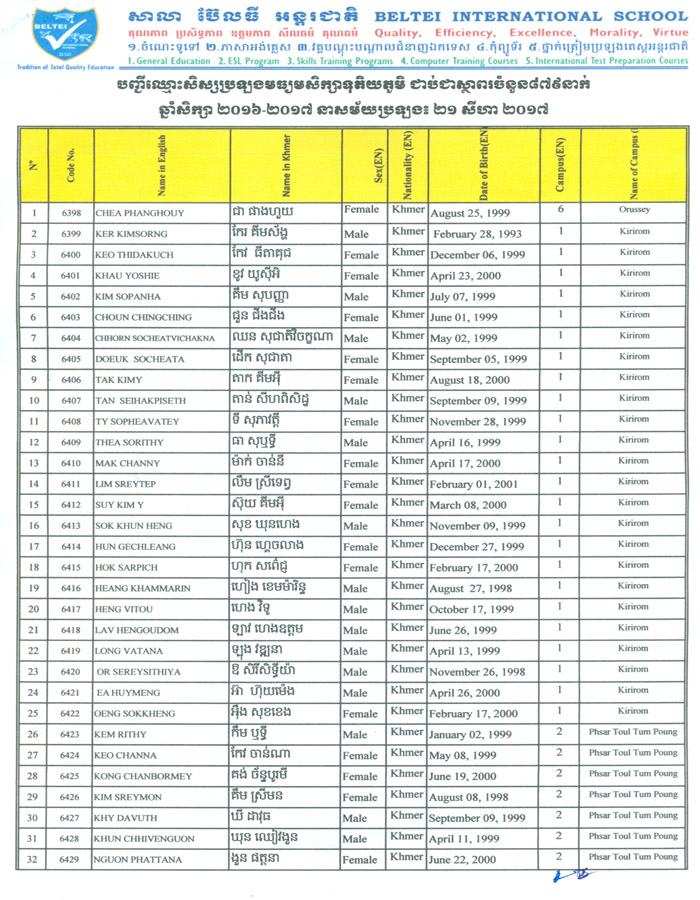 BELTEI
សាលា ប៊ែលធី អន្តរជាតិ BELTEI INTERNATIONAL SCHOOL
គុណភាព ប្រសិទ្ធភាព ឧត្តមភាព សីលធម៌ គុណធម៌ Quality, Efficiency, Excellence, Morality, Virtue
១.ចំណេះទូទៅ ២.ភាសាអង់គ្លេស ៣.វគ្គបណ្តុះបណ្តាលជំនាញឯកទេស ៤.កុំព្យូទ័រ ៥.ថ្នាក់ត្រៀមប្រឡងតេស្តអន្តរជាតិ
Tradition of Total Quality Education 1.General Education 2.ESL Program 3.Skills Training Programs 4.Computer Training Courses 5.International Test Preparation Courses
បញ្ជីឈ្មោះសិស្សប្រឡងមធ្យមសិក្សាទុតិយភូមិ ជាប់ជាស្ថាពរចំនួន៨៧៩នាក់
ឆ្នាំសិក្សា ២០១៦-២០១៧ នាសម័យប្រឡង៖ ២១ សីហា ២០១៧
Nº Code No. Name in English Name in Khmer Sex(EN) Nationality (EN) Date of Birth(EN) Campus(EN) Name of Campus (
1 6398 CHEA PHANGHOUY ជា ផាងហួយ Female Khmer August 25, 1999 6 Orussey
2 6399 KER KIMSORNG កែរ គីមស័ង្ហ Male Khmer February 28, 1993 1 Kirirom
3 6400 KEO THIDAKUCH កែវ ធីតាគុជ Female Khmer December 06, 1999 1 Kirirom
4 6401 KHAU YOSHIE ខូវ យូស៊ីអិ Female Khmer April 23, 2000 1 Kirirom
5 6402 KIM SOPANHA គឹម សុបញ្ញា Male Khmer July 07, 1999 1 Kirirom
6 6403 CHOUN CHINGCHING ជួន ជីងជីង Female Khmer June 01, 1999 1 Kirirom
7 6404 CHHORN SOCHEATVICHAKNA ឈន សុជាតិវិចក្ខណា Male Khmer May 02, 1999 1 Kirirom
8 6405 DOEUK SOCHEATA ដើក សុជាតា Female Khmer September 05, 1999 1 Kirirom
9 6406 TAK KIMY តាក គីមអុី Female Khmer August 18, 2000 1 Kirirom
10 6407 TAN SEIHAKPISETH តាន់ សីហពិសិដ្ឋ Male Khmer September 09, 1999 1 Kirirom
11 6408 TY SOPHEAVATEY ទី សុភាវត្តី Female Khmer November 28, 1999 1 Kirirom
12 6409 THEA SORITHY ធា សុឫទ្ធី Male Khmer April 16, 1999 1 Kirirom
13 6410 MAK CHANNY ម៉ាក់ ចាន់នី Female Khmer April 17, 2000 1 Kirirom
14 6411 LIM SREYTEP លឹម ស្រីទេព្វ Female Khmer February 01, 2001 1 Kirirom
15 6412 SUY KIM Y ស៊ុយ គីមអុី Female Khmer March 08, 2000 1 Kirirom
16 6413 SOK KHUN HENG សុខ ឃុនហេង Male Khmer November 09, 1999 1 Kirirom
17 6414 HUN GECHLEANG ហ៊ុន ហ្គេចលាង Female Khmer December 27, 1999 1 Kirirom
18 6415 HOK SARPICH ហុក សពេ៌ជ្ញ Female Khmer February 17, 2000 1 Kirirom
19 6416 HEANG KHAMMARIN ហៀង ខេមម៉ារិន្ទ Male Khmer August 27, 1998 1 Kirirom
20 6417 HENG VITOU ហេង វិទូ Male Khmer October 17, 1999 1 Kirirom
21 6418 LAV HENGOUDOM ឡាវ ហេងឧត្តម Male Khmer June 26, 1999 1 Kirirom
22 6419 LONG VATANA ឡុង វឌ្ឍនា Male Khmer April 13, 1999 1 Kirirom
23 6420 OR SEREYSITHIYA ឱ សិរីសិទ្ធីយ៉ា Male Khmer November 26, 1998 1 Kirirom
24 6421 EA HUYMENG អ៊ា ហ៊ុយម៉េង Male Khmer April 26, 2000 1 Kirirom
25 6422 OENG SOKKHENG អុឹង សុខខេង Female Khmer February 17, 2000 1 Kirirom
26 6423 KEM RITHY កឹម ឫទ្ធី Male Khmer January 02, 1999 2 Phsar Toul Tum Poung
27 6424 KEO CHANNA កែវ ចាន់ណា Female Khmer May 08, 1999 2 Phsar Toul Tum Poung
28 6425 KONG CHANBORMEY គង់ ច័ន្ទបូរមី Female Khmer June 19, 2000 2 Phsar Toul Tum Poung
29 6426 KIM SREYMON គឹម ស្រីមន Female Khmer August 08, 1998 2 Phsar Toul Tum Poung
30 6427 KHY DAVUTH ឃី ដាវុធ Male Khmer September 09, 1999 2 Phsar Toul Tum Poung
31 6428 KHUN CHHIVENGUON ឃុន ឈៀវងួន Male Khmer April 11, 1999 2 Phsar Toul Tum Poung
32 6429 NGUON PHATTANA ងួន ផត្តនា Female Khmer June 22, 2000 2 Phsar Toul Tum Poung